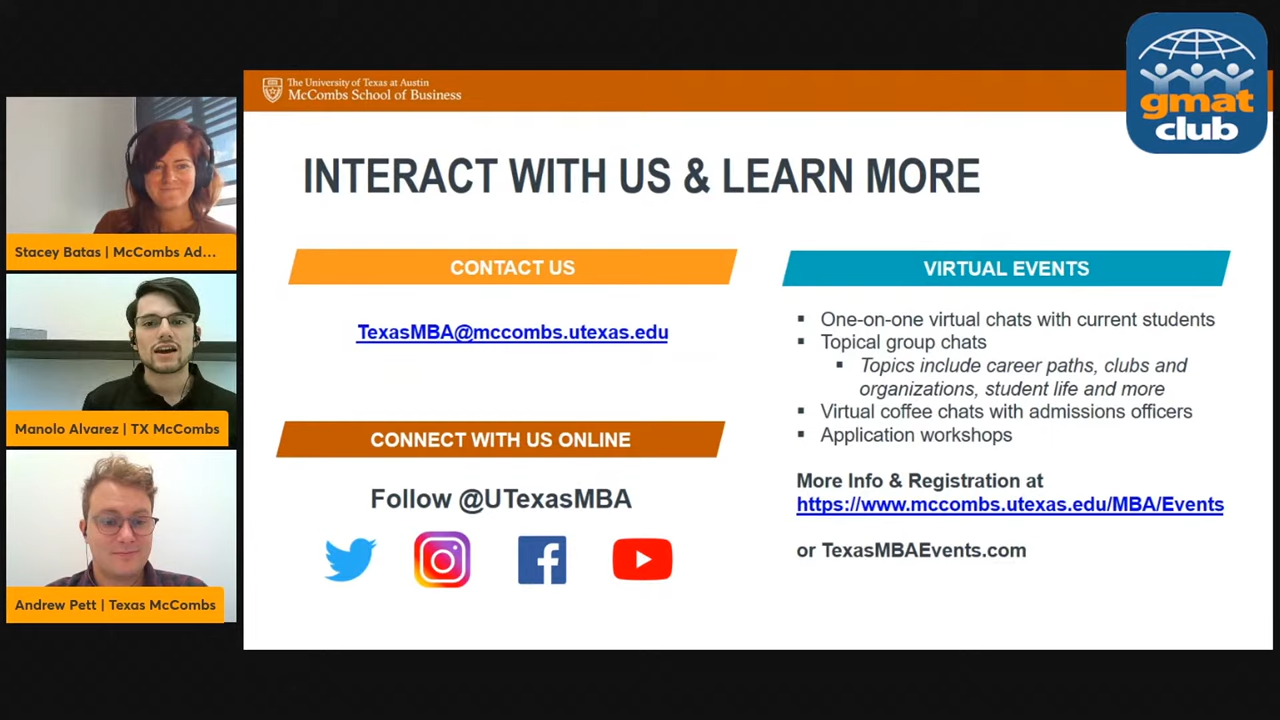 The University of Texas at Austin
McCombs School of Business
gmat
club
INTERACT WITH US & LEARN MORE
CONTACT US
TexasMBA@mccombs.utexas.edu
CONNECT WITH US ONLINE
Follow @UTexasMBA
VIRTUAL EVENTS
▪ One-on-one virtual chats with current students
▪ Topical group chats
▪ Topics include career paths, clubs and
organizations, student life and more
▪ Virtual coffee chats with admissions officers
▪ Application workshops
More Info & Registration at
https://www.mccombs.utexas.edu/MBA/Events
or TexasMBAEvents.com
Stacey Batas | McCombs Ad...
Manolo Alvarez | TX McCombs
Andrew Pett | Texas McCombs